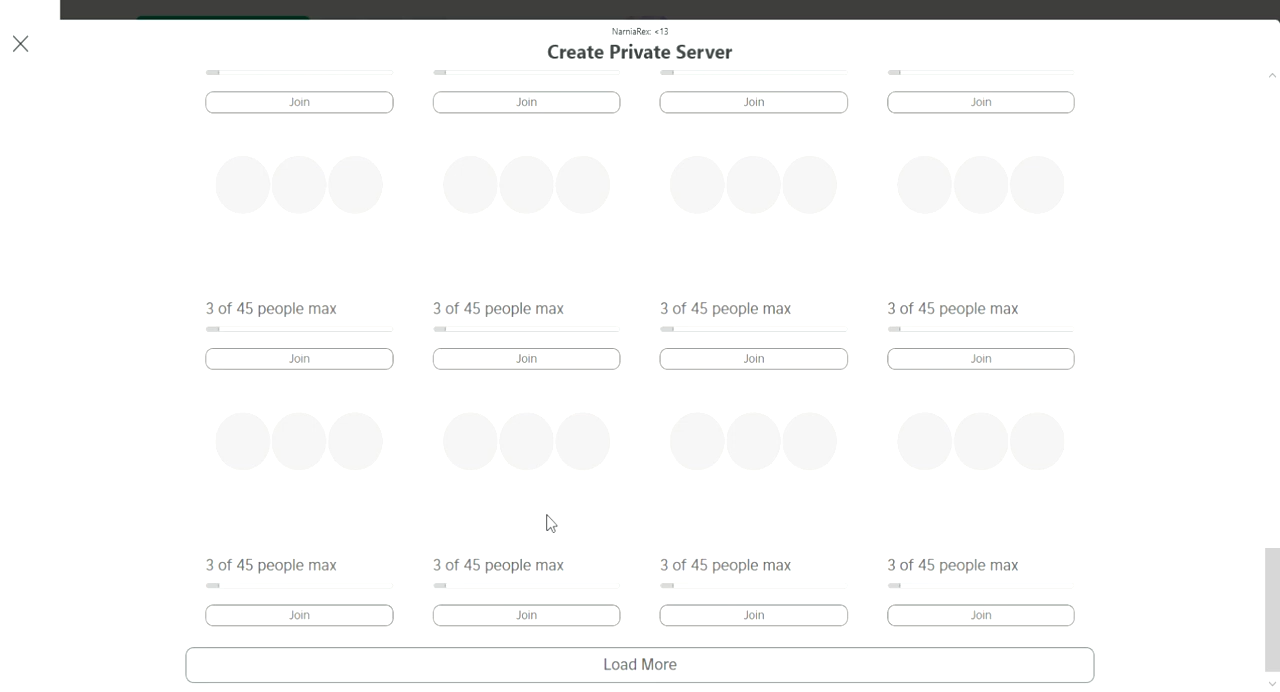 NarniaRex: <13
Create Private Server
Join Join Join Join
3 of 45 people max 3 of 45 people max 3 of 45 people max 3 of 45 people max
Join Join Join Join
3 of 45 people max 3 of 45 people max 3 of 45 people max 3 of 45 people max
Join Join Join Join
Load More